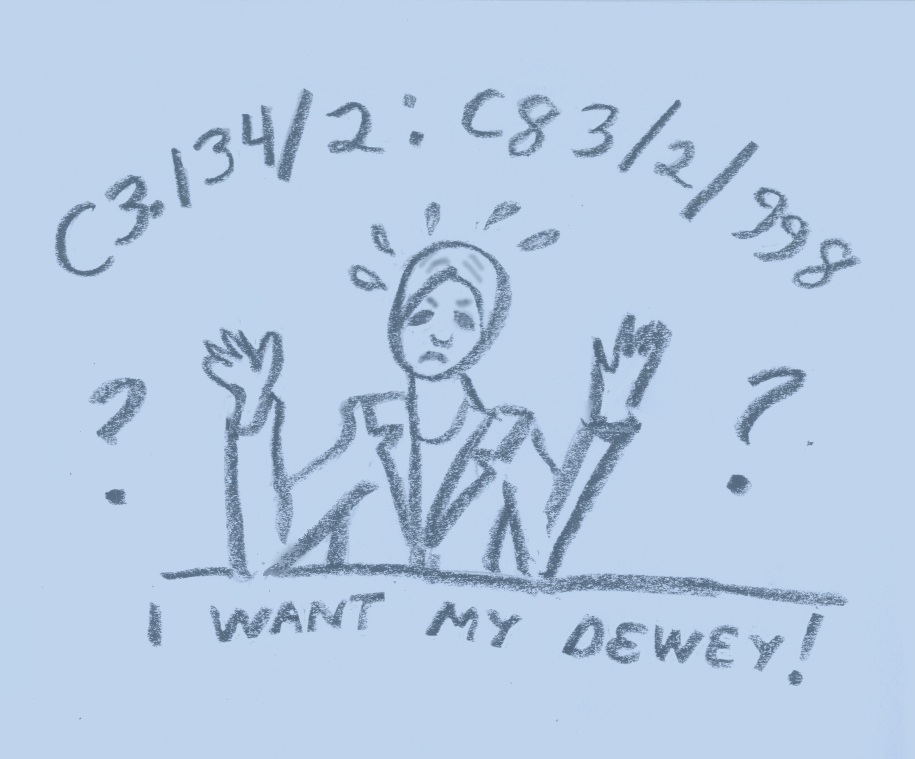 C3.134/2: C83/2/998
? ?
I WANT MY DEWEY!